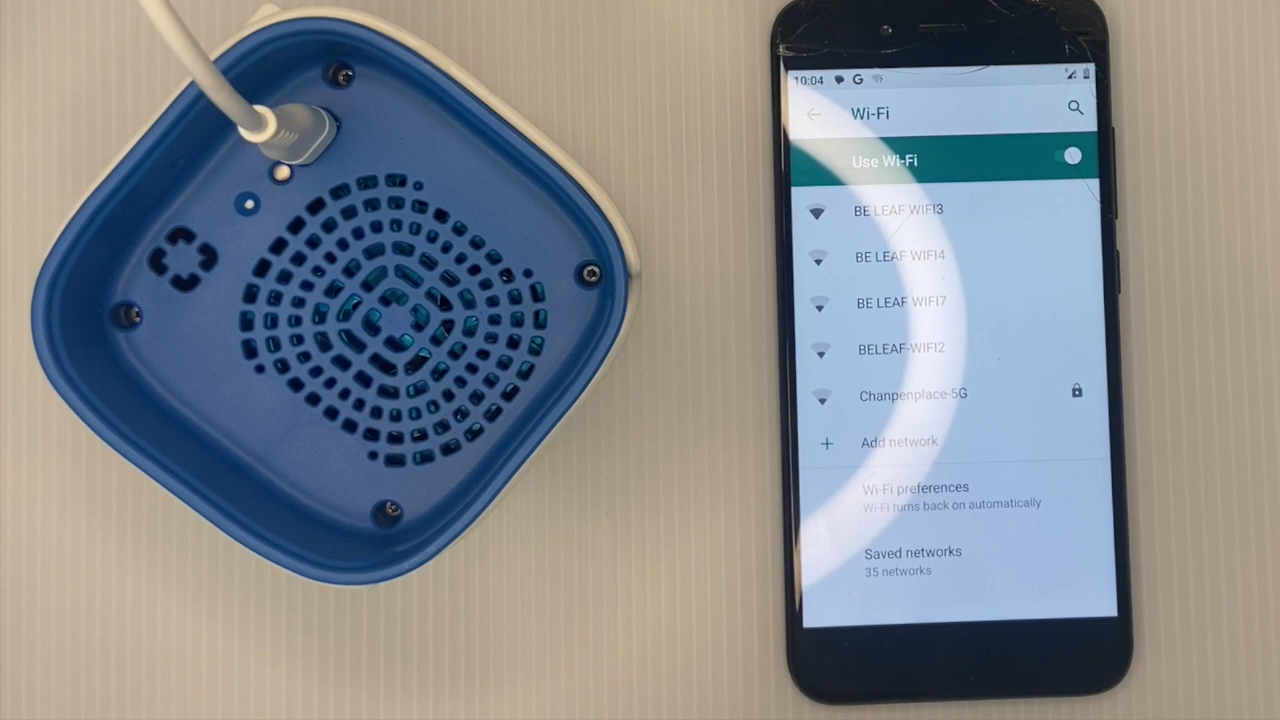 10:04 G
Wi-Fi
Use Wi-Fi
BE LEAF WIFI3
BE LEAF WIFI4
BE LEAF WIFI7
BELEAF-WIFI2
Chanpenplace-5G
Add network
Wi-Fi preferences
Wi-Fi turns back on automatically
Saved networks
35 networks